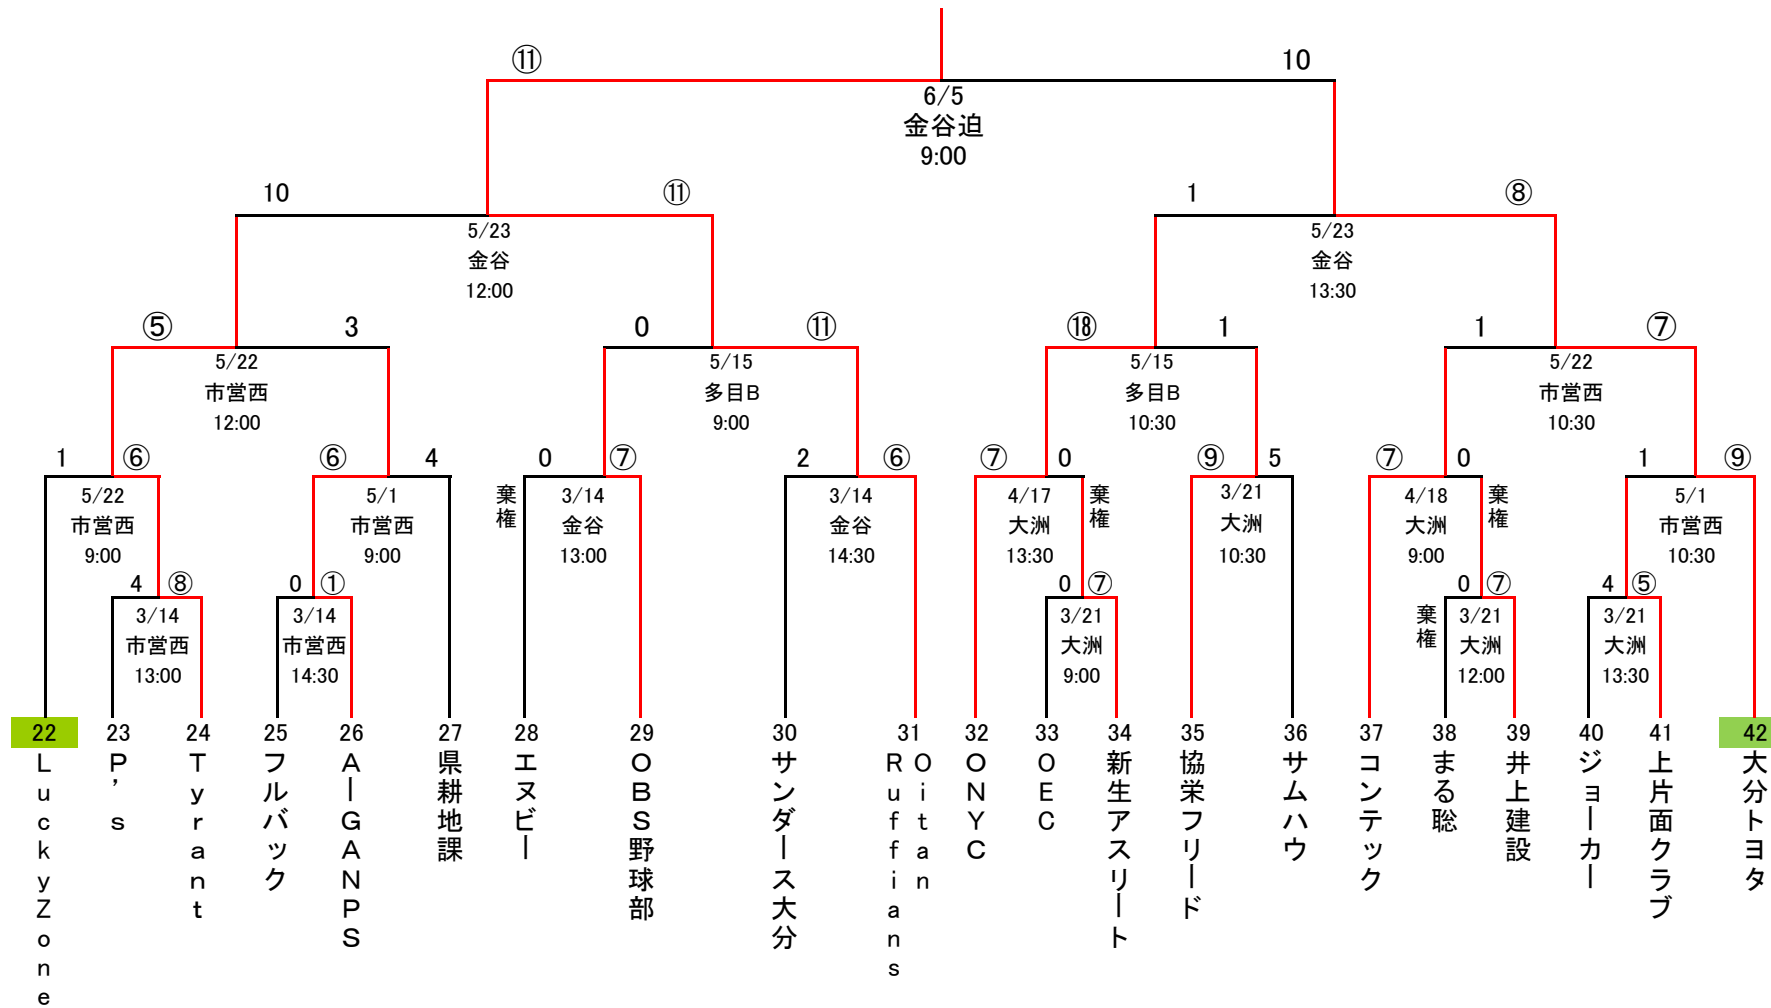 ⑪ 10
6/5
金谷迫
9:00
10 ⑪ 1 ⑧
5/23 5/23
金谷 金谷
12:00 13:30
⑤ 3 0 ⑪ ⑱ 1 1 ⑦
5/22 5/15 5/15 5/22
市営西 多目B 多目B 市営西
12:00 9:00 10:30 10:30
1 ⑥ ⑥ 4 0 ⑦ 2 ⑥ ⑦ 0 ⑨ 5 ⑦ 0 1 ⑨
5/22 5/1 棄権 3/14 3/14 4/17 棄権 3/21 4/18 棄権 5/1
市営西 市営西 金谷 金谷 大洲 大洲 大洲 市営西
9:00 9:00 13:00 14:30 13:30 10:30 9:00 10:30
4 ⑧ 0 ① 0 ⑦ 0 ⑦ 4 ⑤
3/14 3/14 3/21 棄権 3/21 3/21
市営西 市営西 大洲 大洲 大洲
13:00 14:30 9:00 12:00 13:30
22 23 24 25 26 27 28 29 30 31 32 33 34 35 36 37 38 39 40 41 42
LuckyZone
P’s
Tyrant
フルバック
A－GANPS
県耕地課
エヌビー
OBS野球部
サンダース大分
Oitan
Ruffians
ONYC
OEC
新生アスリート
協栄フリード
サムハウ
コンテック
まる聡
井上建設
ジョーカー
上片面クラブ
大分トヨタ